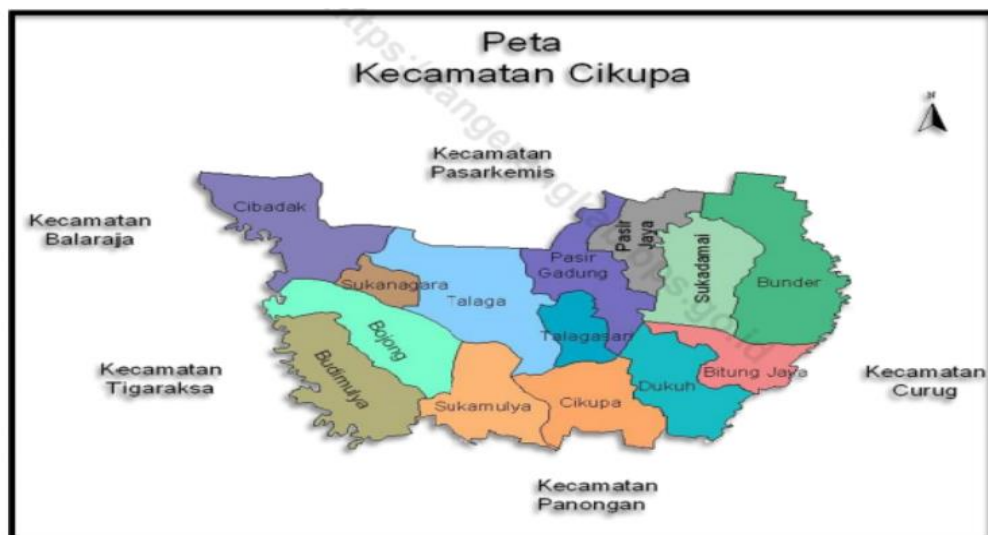 Peta
Kecamatan Cikupa
N
Kecamatan
Pasarkemis
Kecamatan
Balaraja
Cibadak
Pasir
Jaya
Pasir
Gadung
Sukadamai
Bunder
Sukanagara
Talaga
Talagasari
Bojong
Budimulya
Kecamatan
Tigaraksa
Bitung Jaya
Kecamatan
Curug
Dukuh
Sukamulya
Cikupa
Kecamatan
Panongan